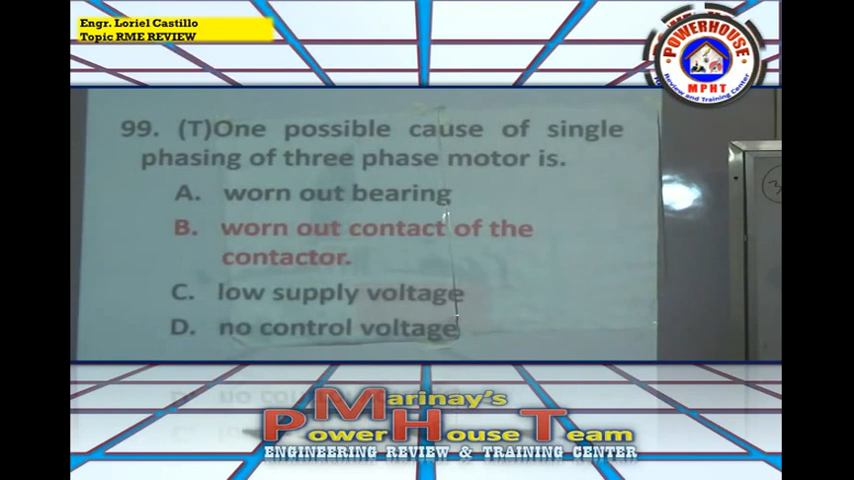 Engr. Loriel Castillo
Topic RME REVIEW
POWERHOUSE
MPHT
Review and Training Center
99. (T)One possible cause of single
phasing of three phase motor is.
A. worn out bearing
B. worn out contact of the
contactor.
C. low supply voltage
D. no control voltage
Marinay's
Power House Team
ENGINEERING REVIEW & TRAINING CENTER